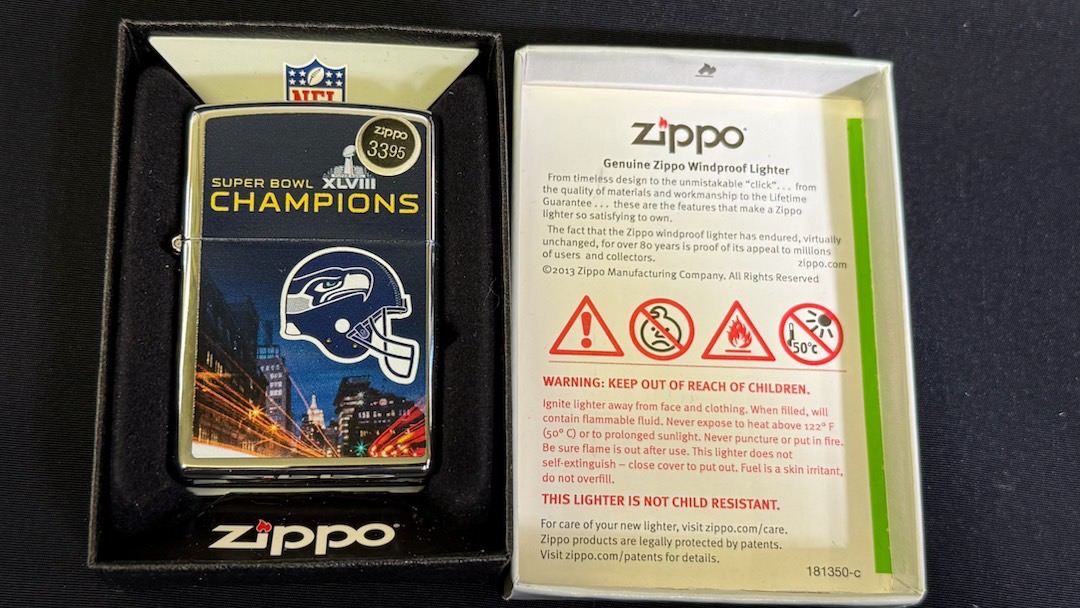 NFL
zippo
3395
SUPER BOWL XLVIII
CHAMPIONS
zippo
zippo
Genuine Zippo Windproof Lighter
From timeless design to the unmistakable “click”. . . from
the quality of materials and workmanship to the Lifetime
Guarantee . . . these are the features that make a Zippo
lighter so satisfying to own.
The fact that the Zippo windproof lighter has endured, virtually
unchanged, for over 80 years is proof of its appeal to millions
of users and collectors. zippo.com
©2013 Zippo Manufacturing Company. All Rights Reserved
50°C
WARNING: KEEP OUT OF REACH OF CHILDREN.
Ignite lighter away from face and clothing. When filled, will
contain flammable fluid. Never expose to heat above 122° F
(50° C) or to prolonged sunlight. Never puncture or put in fire.
Be sure flame is out after use. This lighter does not
self-extinguish – close cover to put out. Fuel is a skin irritant,
do not overfill.
THIS LIGHTER IS NOT CHILD RESISTANT.
For care of your new lighter, visit zippo.com/care.
Zippo products are legally protected by patents.
Visit zippo.com/patents for details.
181350-c